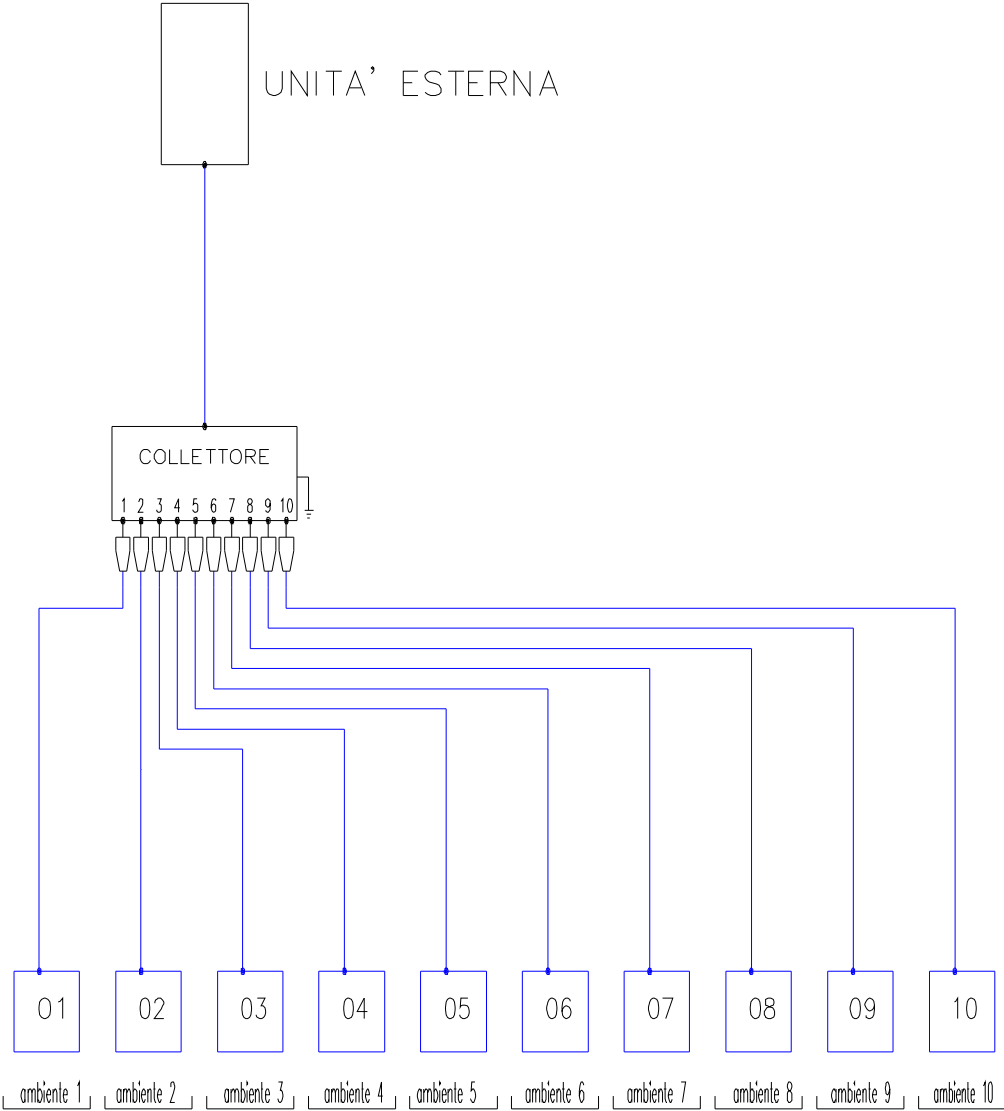 UNITA' ESTERNA
COLLETTORE
1 2 3 4 5 6 7 8 9 10
01 02 03 04 05 06 07 08 09 10
ambiente 1 ambiente 2 ambiente 3 ambiente 4 ambiente 5 ambiente 6 ambiente 7 ambiente 8 ambiente 9 ambiente 10